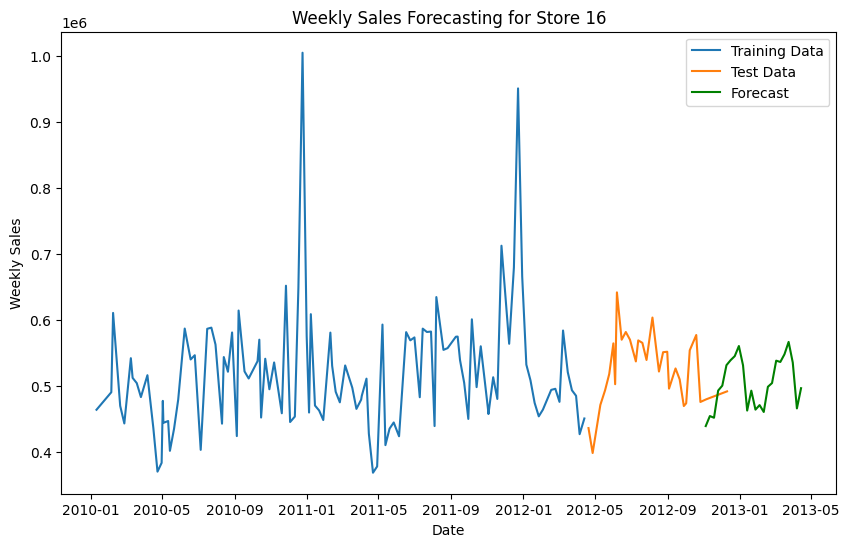 Weekly Sales Forecasting for Store 16
1e6
Training Data
Test Data
Forecast
1.0
0.9
0.8
0.7
0.6
0.5
0.4
Weekly Sales
2010-01 2010-05 2010-09 2011-01 2011-05 2011-09 2012-01 2012-05 2012-09 2013-01 2013-05
Date